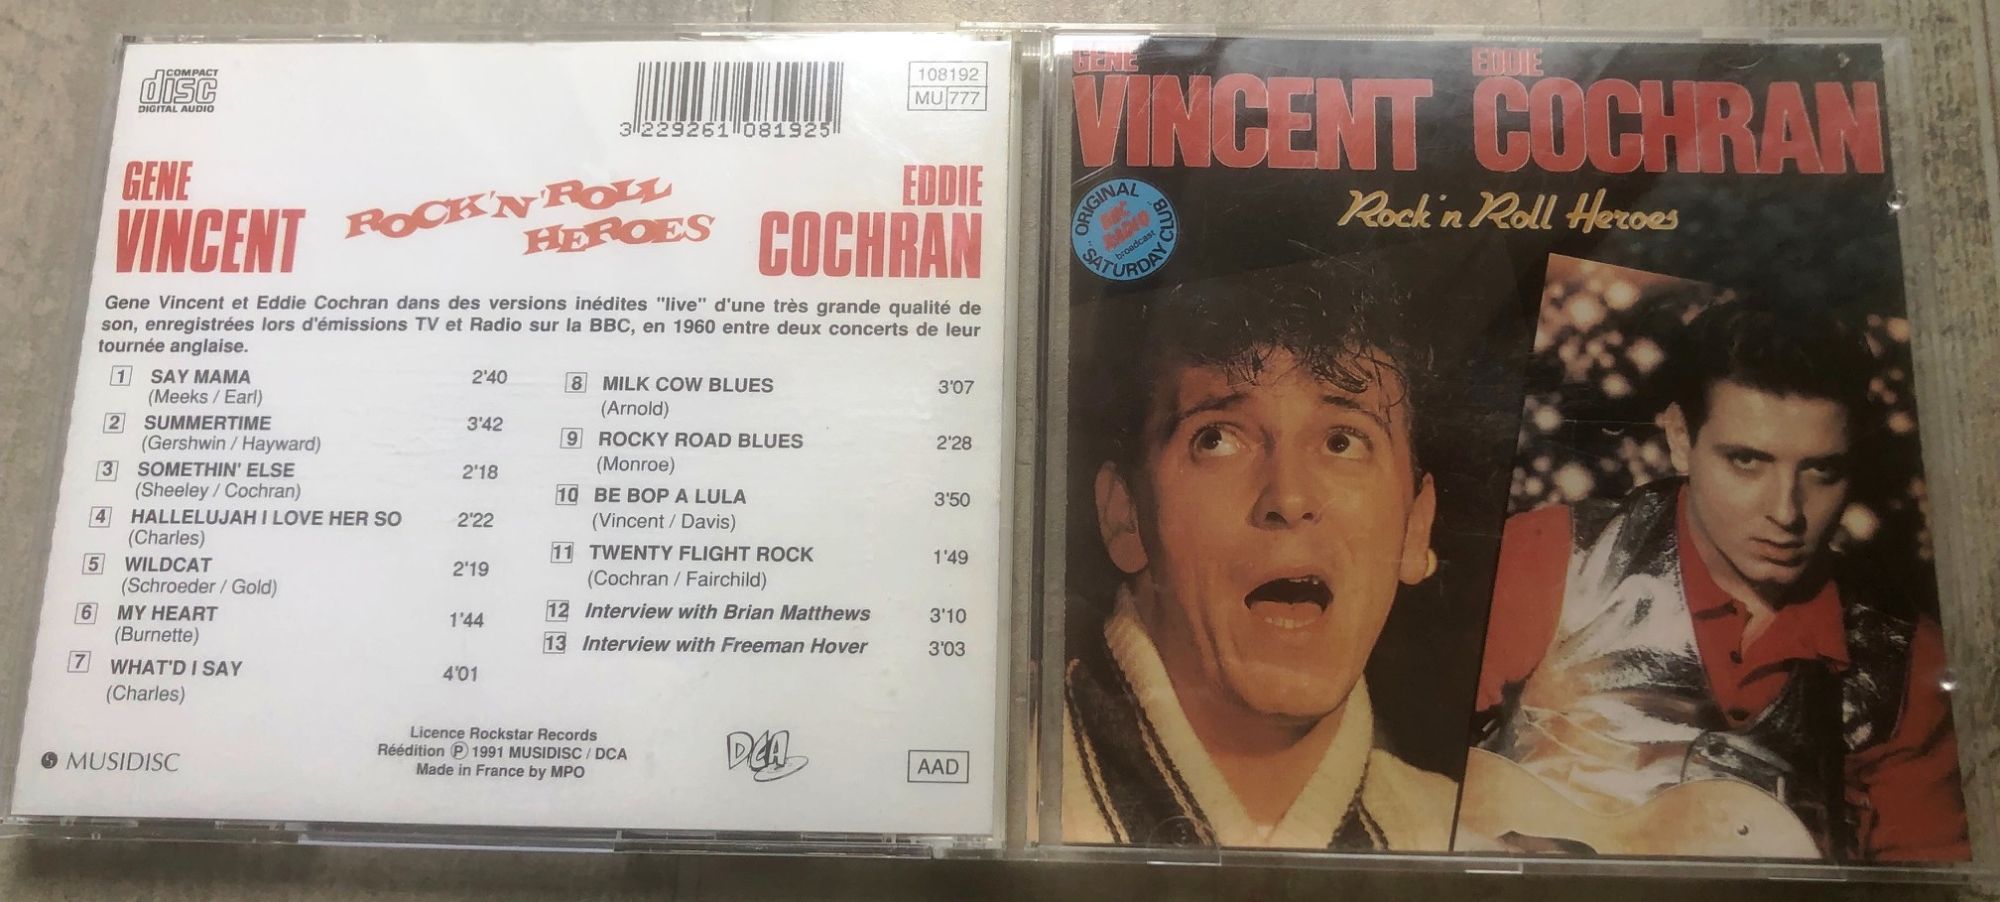 COMPACT
disc
DIGITAL AUDIO
3 229261 081925
108192
MU 777
GENE
VINCENT
ROCK'N'ROLL
HEROES
EDDIE
COCHRAN
Gene Vincent et Eddie Cochran dans des versions inédites "live" d'une très grande qualité de
son, enregistrées lors d'émissions TV et Radio sur la BBC, en 1960 entre deux concerts de leur
tournée anglaise.
1 SAY MAMA 2'40
(Meeks / Earl)
2 SUMMERTIME 3'42
(Gershwin / Hayward)
3 SOMETHIN' ELSE 2'18
(Sheeley / Cochran)
4 HALLELUJAH I LOVE HER SO 2'22
(Charles)
5 WILDCAT 2'19
(Schroeder / Gold)
6 MY HEART 1'44
(Burnette)
7 WHAT'D I SAY 4'01
(Charles)
8 MILK COW BLUES 3'07
(Arnold)
9 ROCKY ROAD BLUES 2'28
(Monroe)
10 BE BOP A LULA 3'50
(Vincent / Davis)
11 TWENTY FLIGHT ROCK 1'49
(Cochran / Fairchild)
12 Interview with Brian Matthews 3'10
13 Interview with Freeman Hover 3'03
Licence Rockstar Records
Réédition Ⓟ 1991 MUSIDISC / DCA
Made in France by MPO
MUSIDISC
DCA
AAD
GENE
VINCENT
EDDIE
COCHRAN
Rock'n Roll Heroes
ORIGINAL
BBC
RADIO
broadcast
"SATURDAY CLUB"